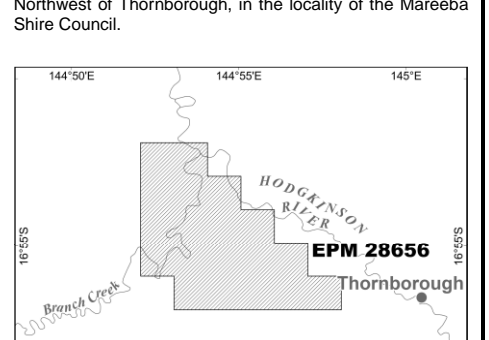 Northwest of Thornborough, in the locality of the Mareeba
Shire Council.
144°50'E 144°55'E 145°E
HODGKINSON
RIVER
16°55'S 16°55'S
EPM 28656
Thornborough
Branch Creek